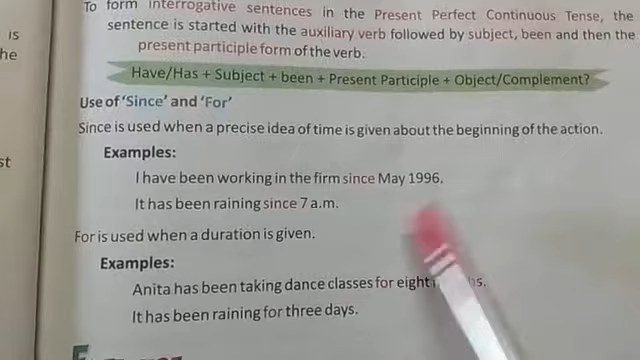 To form interrogative sentences in the Present Perfect Continuous Tense, the
is sentence is started with the auxiliary verb followed by subject, been and then the
he present participle form of the verb.
Have/Has + Subject + been + Present Participle + Object/Complement?
Use of 'Since' and 'For'
Since is used when a precise idea of time is given about the beginning of the action.
st
Examples:
I have been working in the firm since May 1996.
It has been raining since 7 a.m.
For is used when a duration is given.
Examples:
Anita has been taking dance classes for eight
It has been raining for three days.